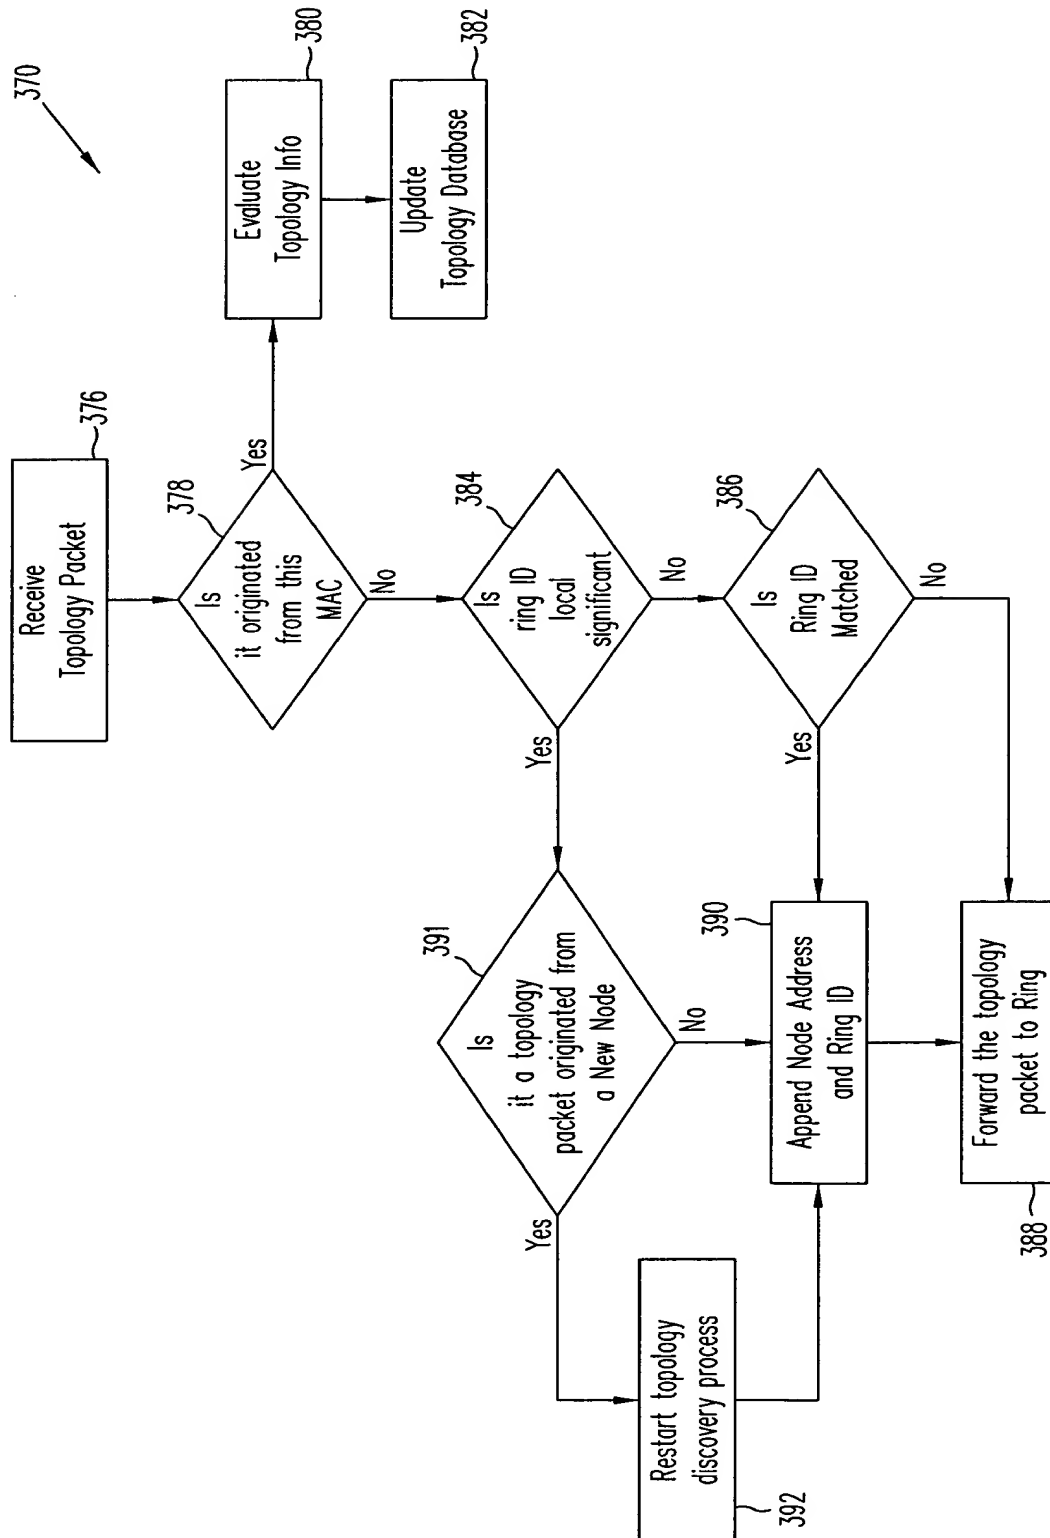 370
Receive
Topology Packet
376
Is
it originated
from this
MAC
378
Yes
No
Evaluate
Topology Info
380
Update
Topology Database
382
Is
ring ID
local
significant
384
Yes
No
Is
Ring ID
Matched
386
Yes
No
Is
it a topology
packet originated from
a New Node
391
Yes
No
Restart topology
discovery process
392
Append Node Address
and Ring ID
390
Forward the topology
packet to Ring
388